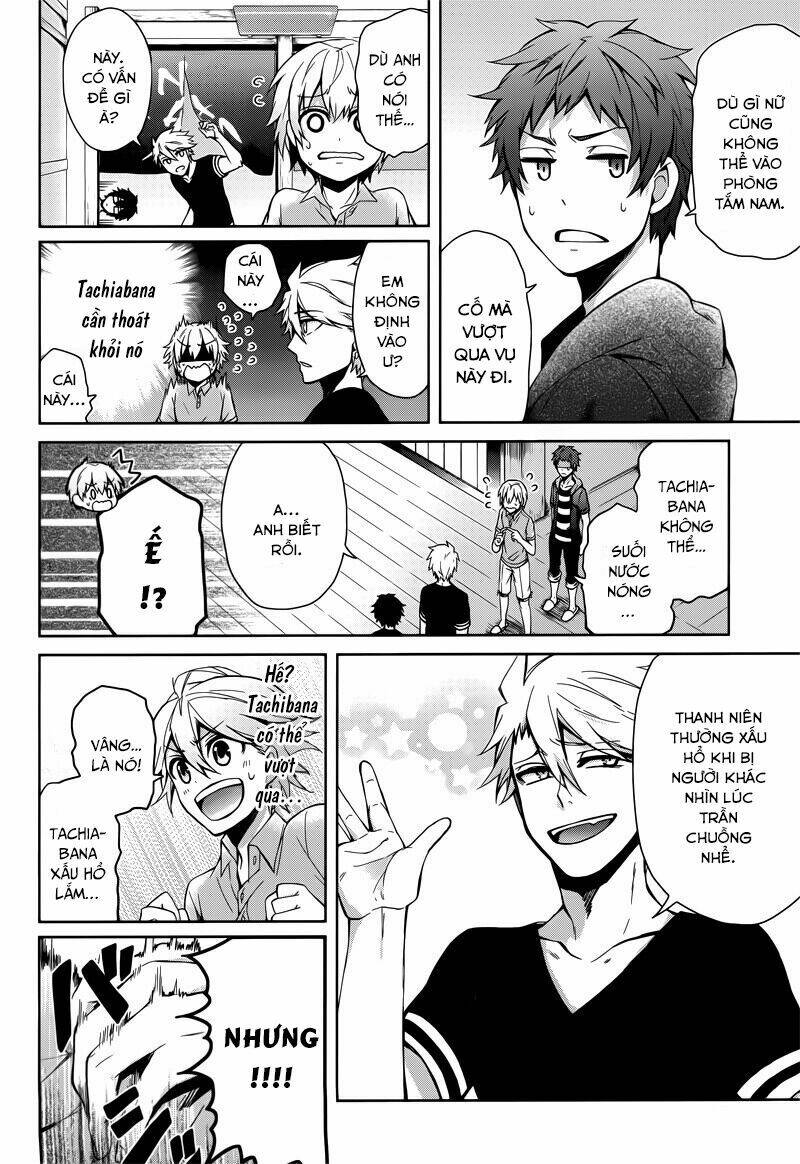 DÙ GÌ NỮ
CŨNG
KHÔNG
THỂ VÀO
PHÒNG
TẮM NAM.
CỐ MÀ
VƯỢT
QUA VỤ
NÀY ĐI.
DÙ ANH
CÓ
NÓI
THẾ...
NÀY.
CÓ VẤN
ĐỀ GÌ
À?
EM
KHÔNG
ĐỊNH
VÀO
Ư?
CÁI
NÀY
...
Tachiabana
cần thoát
khỏi nó
CÁI
NÀY...
TACHIA-
BANA
KHÔNG
THỂ...
SUỐI
NƯỚC
NÓNG
...
A...
ANH BIẾT
RỒI.
Ế
!?
THANH NIÊN
THƯỜNG XẤU
HỔ KHI BỊ
NGƯỜI KHÁC
NHÌN LÚC
TRẦN
CHUỒNG
NHỂ.
Hế?
Tachibana
có thể
vượt
qua...
VÂNG...
LÀ NÓ!
TACHIA-
BANA
XẤU HỔ
LẮM...
NHƯNG
!!!!